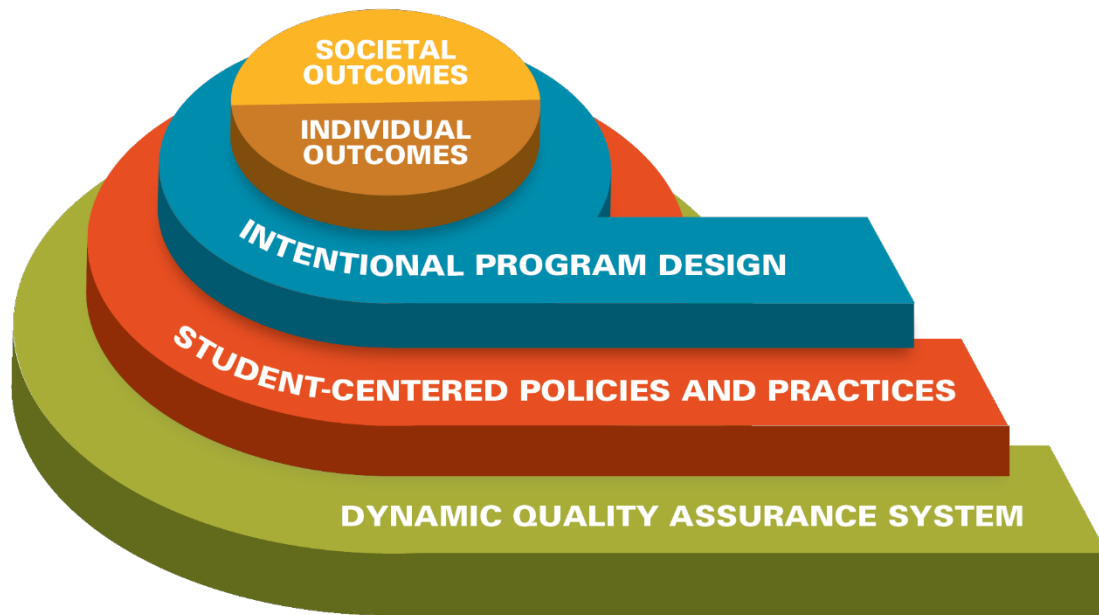 SOCIETAL
OUTCOMES
INDIVIDUAL
OUTCOMES
INTENTIONAL PROGRAM DESIGN
STUDENT-CENTERED POLICIES AND PRACTICES
DYNAMIC QUALITY ASSURANCE SYSTEM